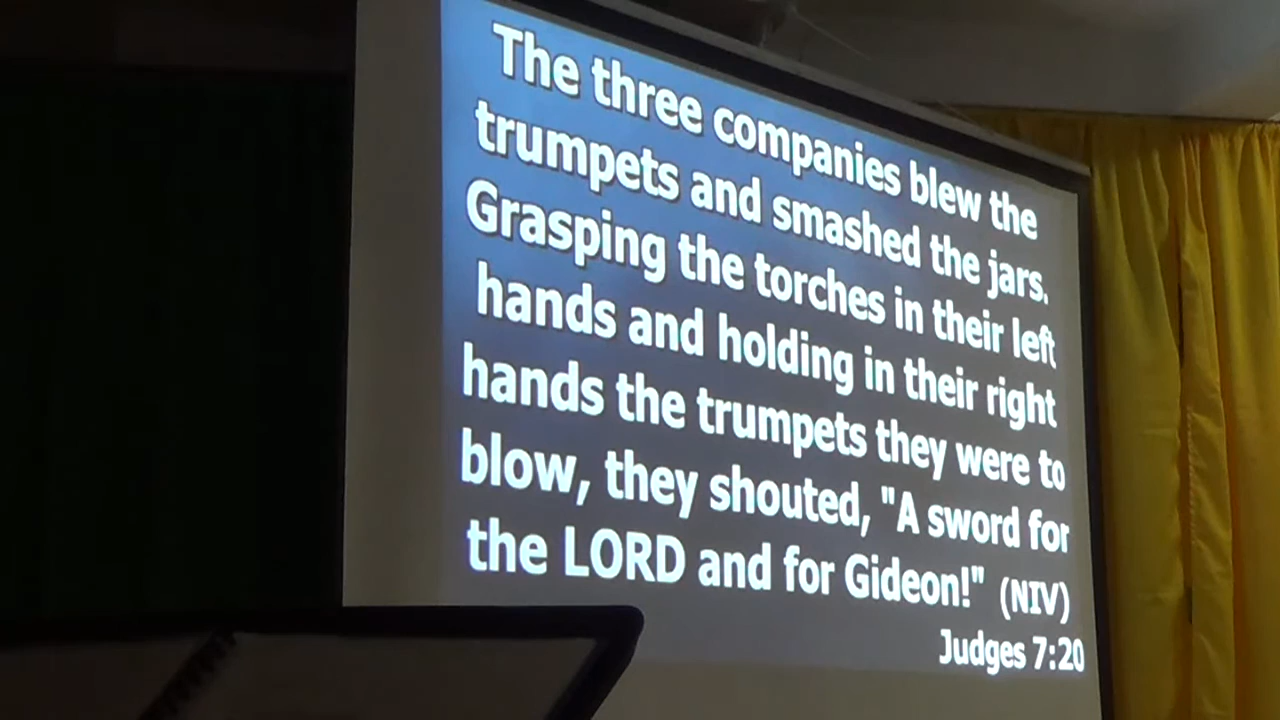 The three companies blew the
trumpets and smashed the jars.
Grasping the torches in their left
hands and holding in their right
hands the trumpets they were to
blow, they shouted, "A sword for
the LORD and for Gideon!" (NIV)
Judges 7:20